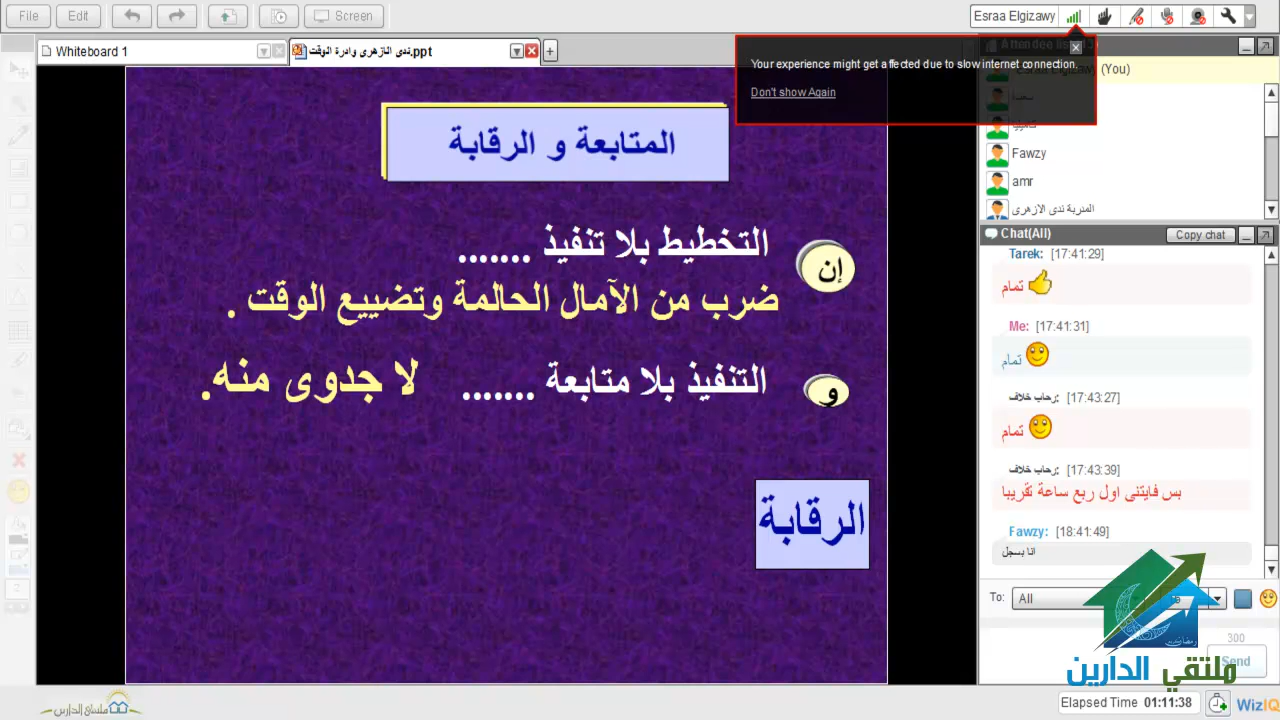 File
Edit
Screen
Esraa Elgizawy
Whiteboard 1
ندى الازهرى وادرة الوقت.ppt
Your experience might get affected due to slow internet connection.
Don't show Again
(You)
Fawzy
amr
المدربة ندى الازهرى
المتابعة و الرقابة
إن
التخطيط بلا تنفيذ .......
ضرب من الآمال الحالمة وتضييع الوقت .
و
التنفيذ بلا متابعة ....... لا جدوى منه.
الرقابة
Chat(All)
Copy chat
Tarek: [17:41:29]
تمام
Me: [17:41:31]
تمام
رحاب خلاف: [17:43:27]
تمام
رحاب خلاف: [17:43:39]
بس فايتنى اول ربع ساعة تقريبا
Fawzy: [18:41:49]
انا بسجل
To: All
300
Send
ملتقي الدارين
Elapsed Time 01:11:38
WizIQ
ملتقى الدارين